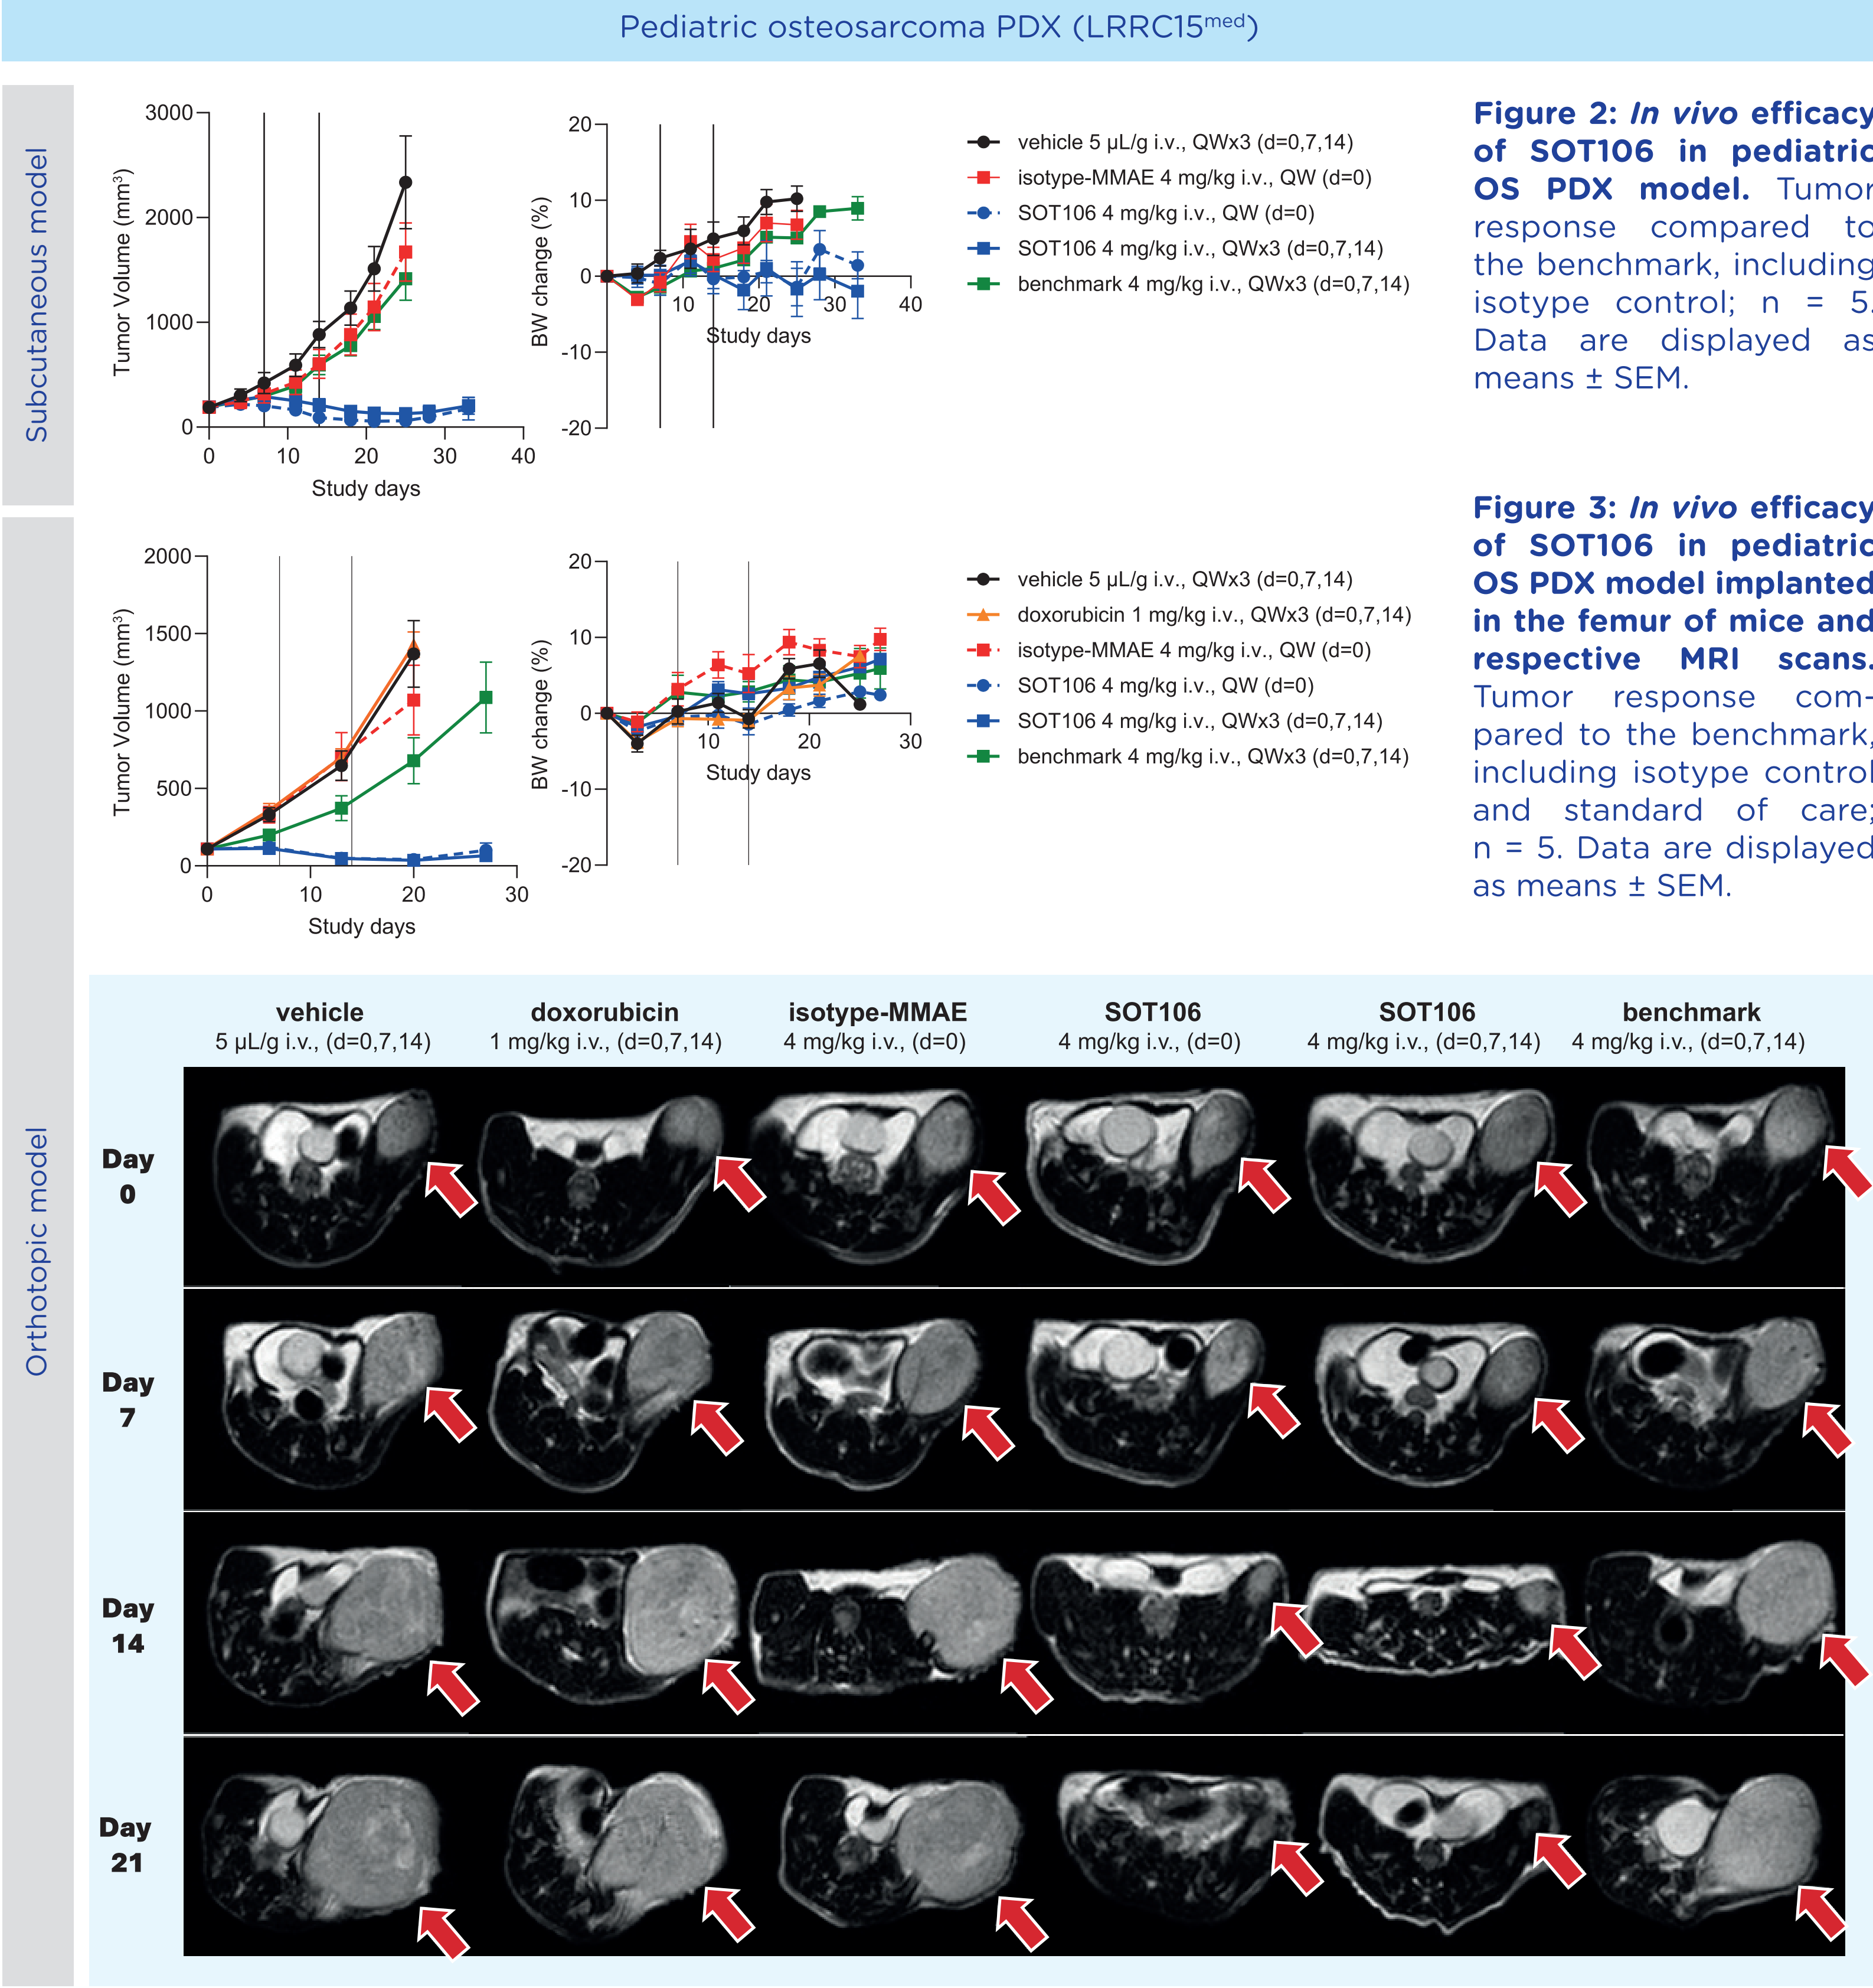 Pediatric osteosarcoma PDX (LRRC15med)
Subcutaneous model
3000
2000
1000
0
0 10 20 30 40
Tumor Volume (mm3)
Study days
20
10
0
-10
-20
10 20 30 40
BW change (%)
Study days
vehicle 5 µL/g i.v., QWx3 (d=0,7,14)
isotype-MMAE 4 mg/kg i.v., QW (d=0)
SOT106 4 mg/kg i.v., QW (d=0)
SOT106 4 mg/kg i.v., QWx3 (d=0,7,14)
benchmark 4 mg/kg i.v., QWx3 (d=0,7,14)
Figure 2: In vivo efficacy
of SOT106 in pediatric
OS PDX model. Tumor
response compared to
the benchmark, including
isotype control; n = 5.
Data are displayed as
means ± SEM.
Orthotopic model
2000
1500
1000
500
0
0 10 20 30
Tumor Volume (mm3)
Study days
20
10
0
-10
-20
10 20 30
BW change (%)
Study days
vehicle 5 µL/g i.v., QWx3 (d=0,7,14)
doxorubicin 1 mg/kg i.v., QWx3 (d=0,7,14)
isotype-MMAE 4 mg/kg i.v., QW (d=0)
SOT106 4 mg/kg i.v., QW (d=0)
SOT106 4 mg/kg i.v., QWx3 (d=0,7,14)
benchmark 4 mg/kg i.v., QWx3 (d=0,7,14)
Figure 3: In vivo efficacy
of SOT106 in pediatric
OS PDX model implanted
in the femur of mice and
respective MRI scans.
Tumor response com-
pared to the benchmark,
including isotype control
and standard of care;
n = 5. Data are displayed
as means ± SEM.
vehicle doxorubicin isotype-MMAE SOT106 SOT106 benchmark
5 µL/g i.v., (d=0,7,14) 1 mg/kg i.v., (d=0,7,14) 4 mg/kg i.v., (d=0) 4 mg/kg i.v., (d=0) 4 mg/kg i.v., (d=0,7,14) 4 mg/kg i.v., (d=0,7,14)
Day
0
Day
7
Day
14
Day
21